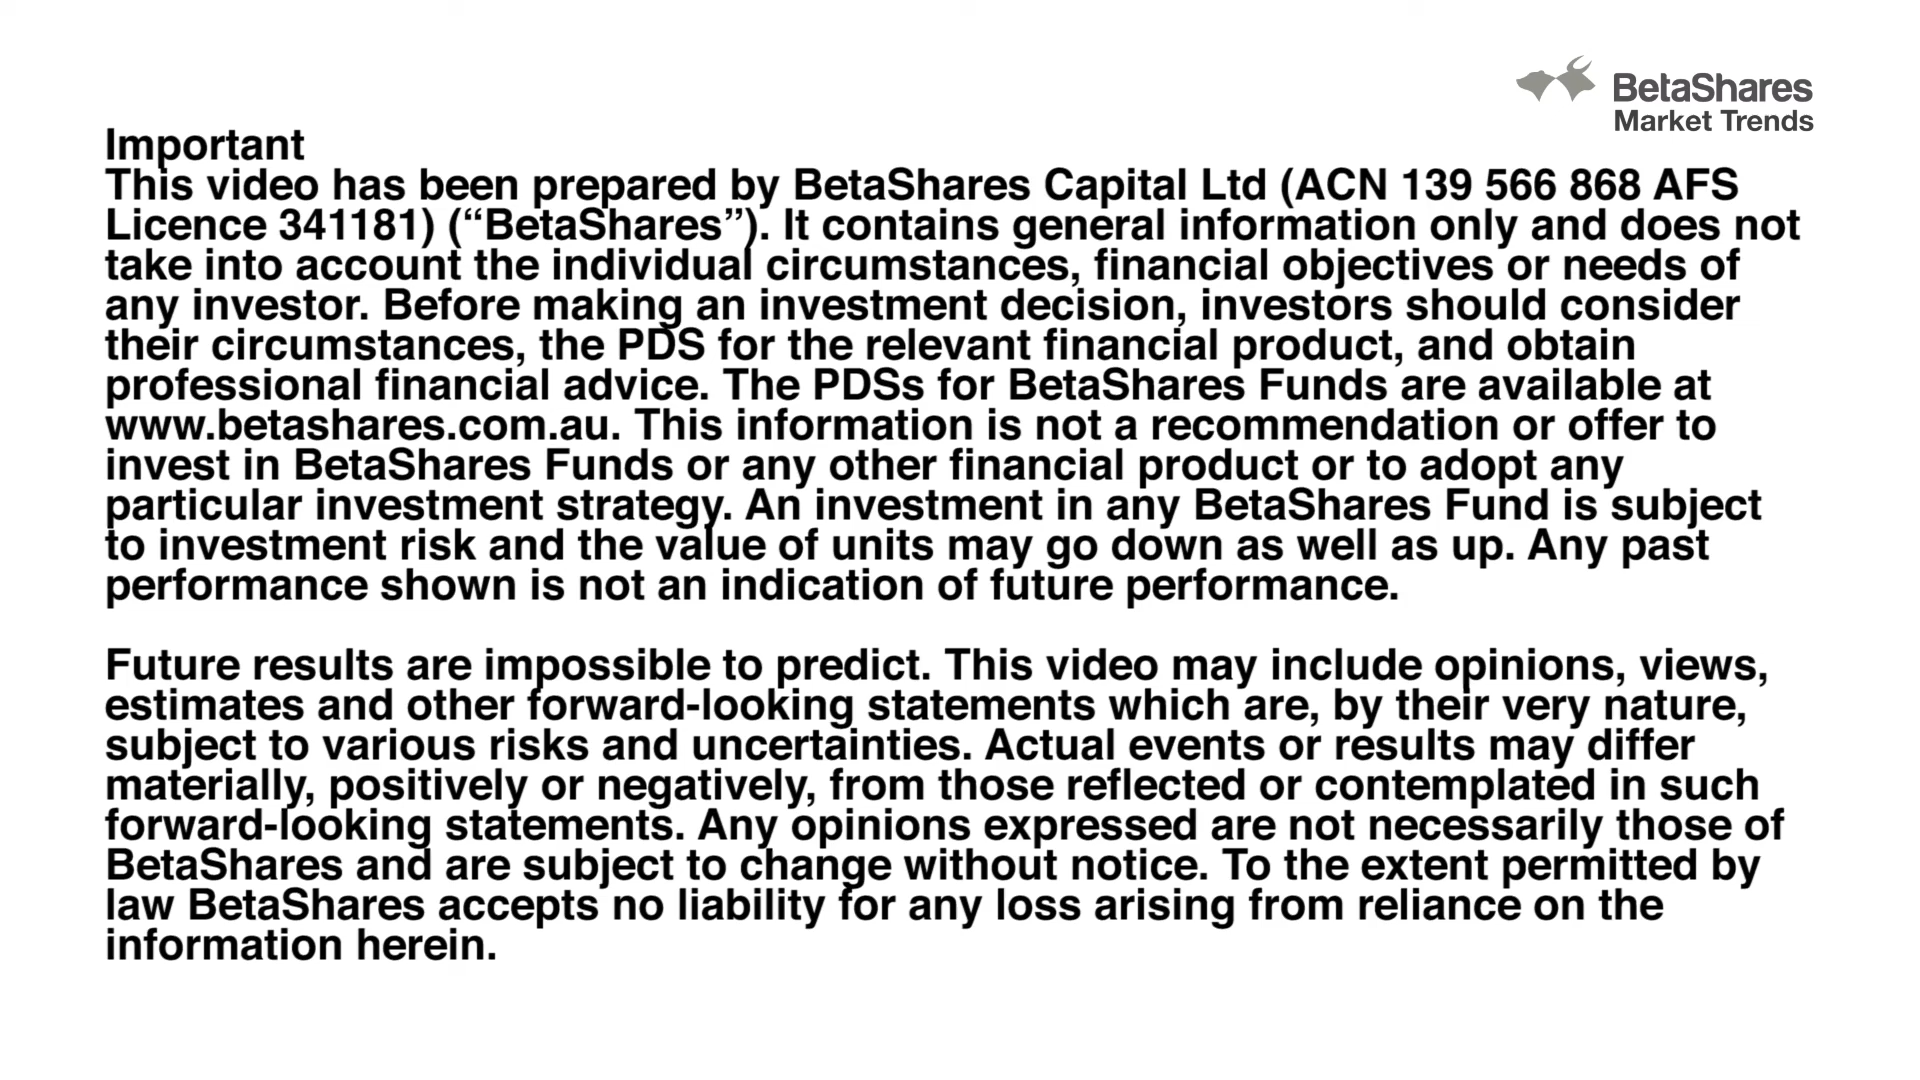 BetaShares
Market Trends
Important
This video has been prepared by BetaShares Capital Ltd (ACN 139 566 868 AFS
Licence 341181) (“BetaShares”). It contains general information only and does not
take into account the individual circumstances, financial objectives or needs of
any investor. Before making an investment decision, investors should consider
their circumstances, the PDS for the relevant financial product, and obtain
professional financial advice. The PDSs for BetaShares Funds are available at
www.betashares.com.au. This information is not a recommendation or offer to
invest in BetaShares Funds or any other financial product or to adopt any
particular investment strategy. An investment in any BetaShares Fund is subject
to investment risk and the value of units may go down as well as up. Any past
performance shown is not an indication of future performance.
Future results are impossible to predict. This video may include opinions, views,
estimates and other forward-looking statements which are, by their very nature,
subject to various risks and uncertainties. Actual events or results may differ
materially, positively or negatively, from those reflected or contemplated in such
forward-looking statements. Any opinions expressed are not necessarily those of
BetaShares and are subject to change without notice. To the extent permitted by
law BetaShares accepts no liability for any loss arising from reliance on the
information herein.